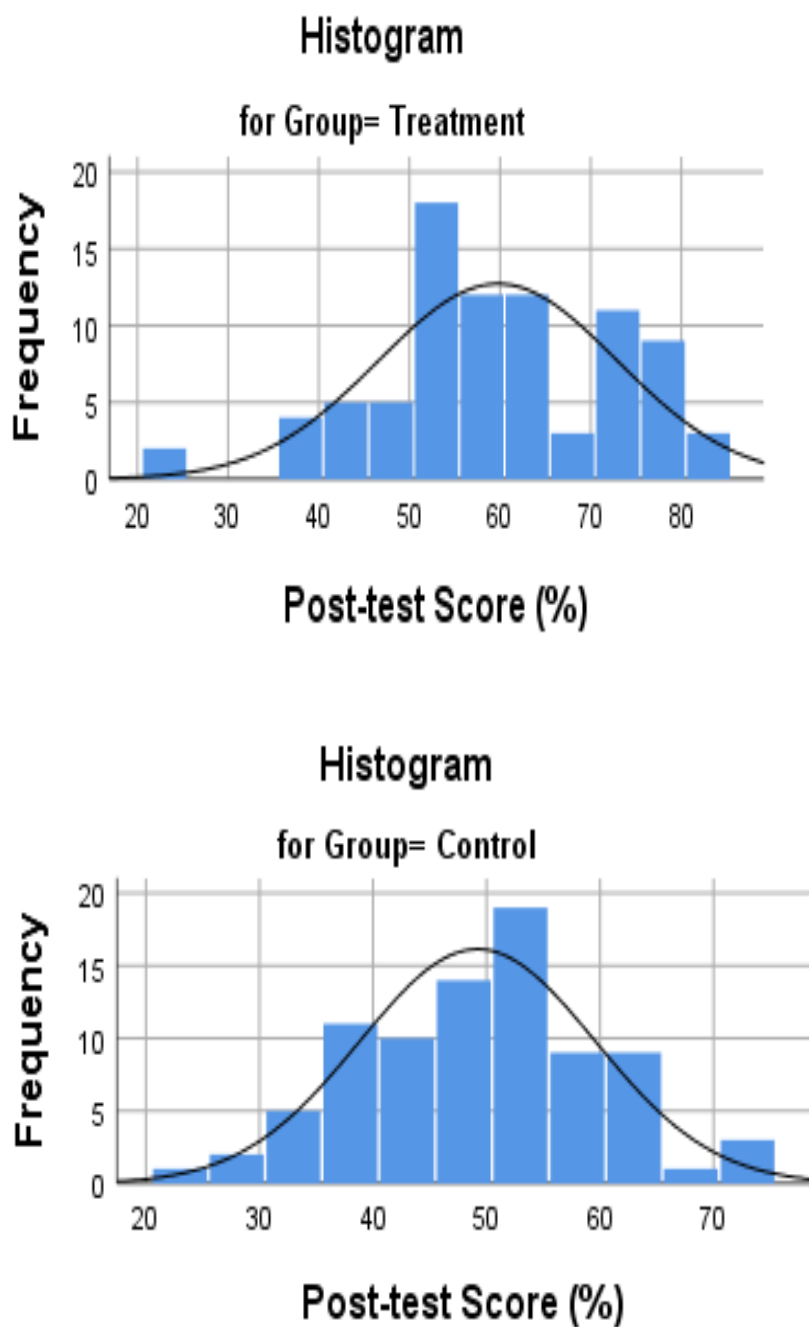 Histogram
for Group= Treatment
Frequency
20
15
10
5
0
20 30 40 50 60 70 80
Post-test Score (%)
Histogram
for Group= Control
Frequency
20
15
10
5
0
20 30 40 50 60 70
Post-test Score (%)